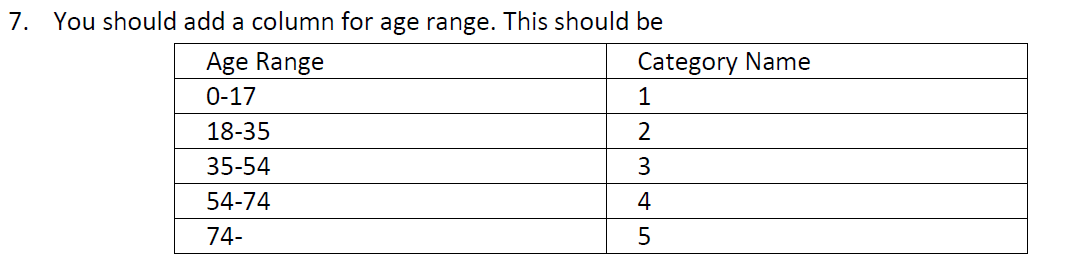 7. You should add a column for age range. This should be
Age Range Category Name
0-17 1
18-35 2
35-54 3
54-74 4
74- 5